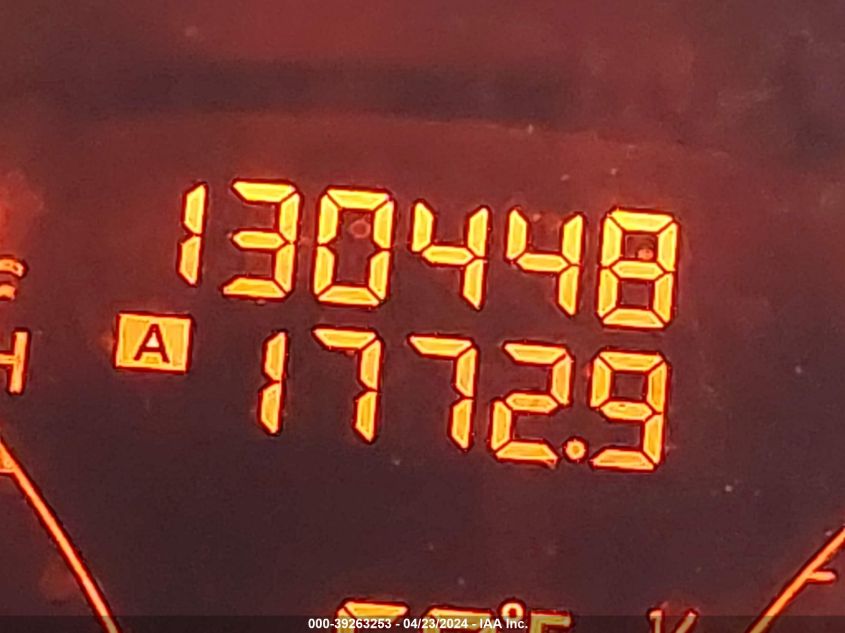 130448
A 1772.9
°F
000-39263253 - 04/23/2024 - IAA Inc.